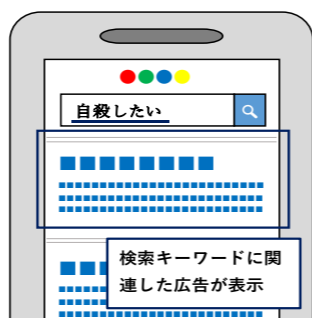 自殺したい
検索キーワードに関
連した広告が表示